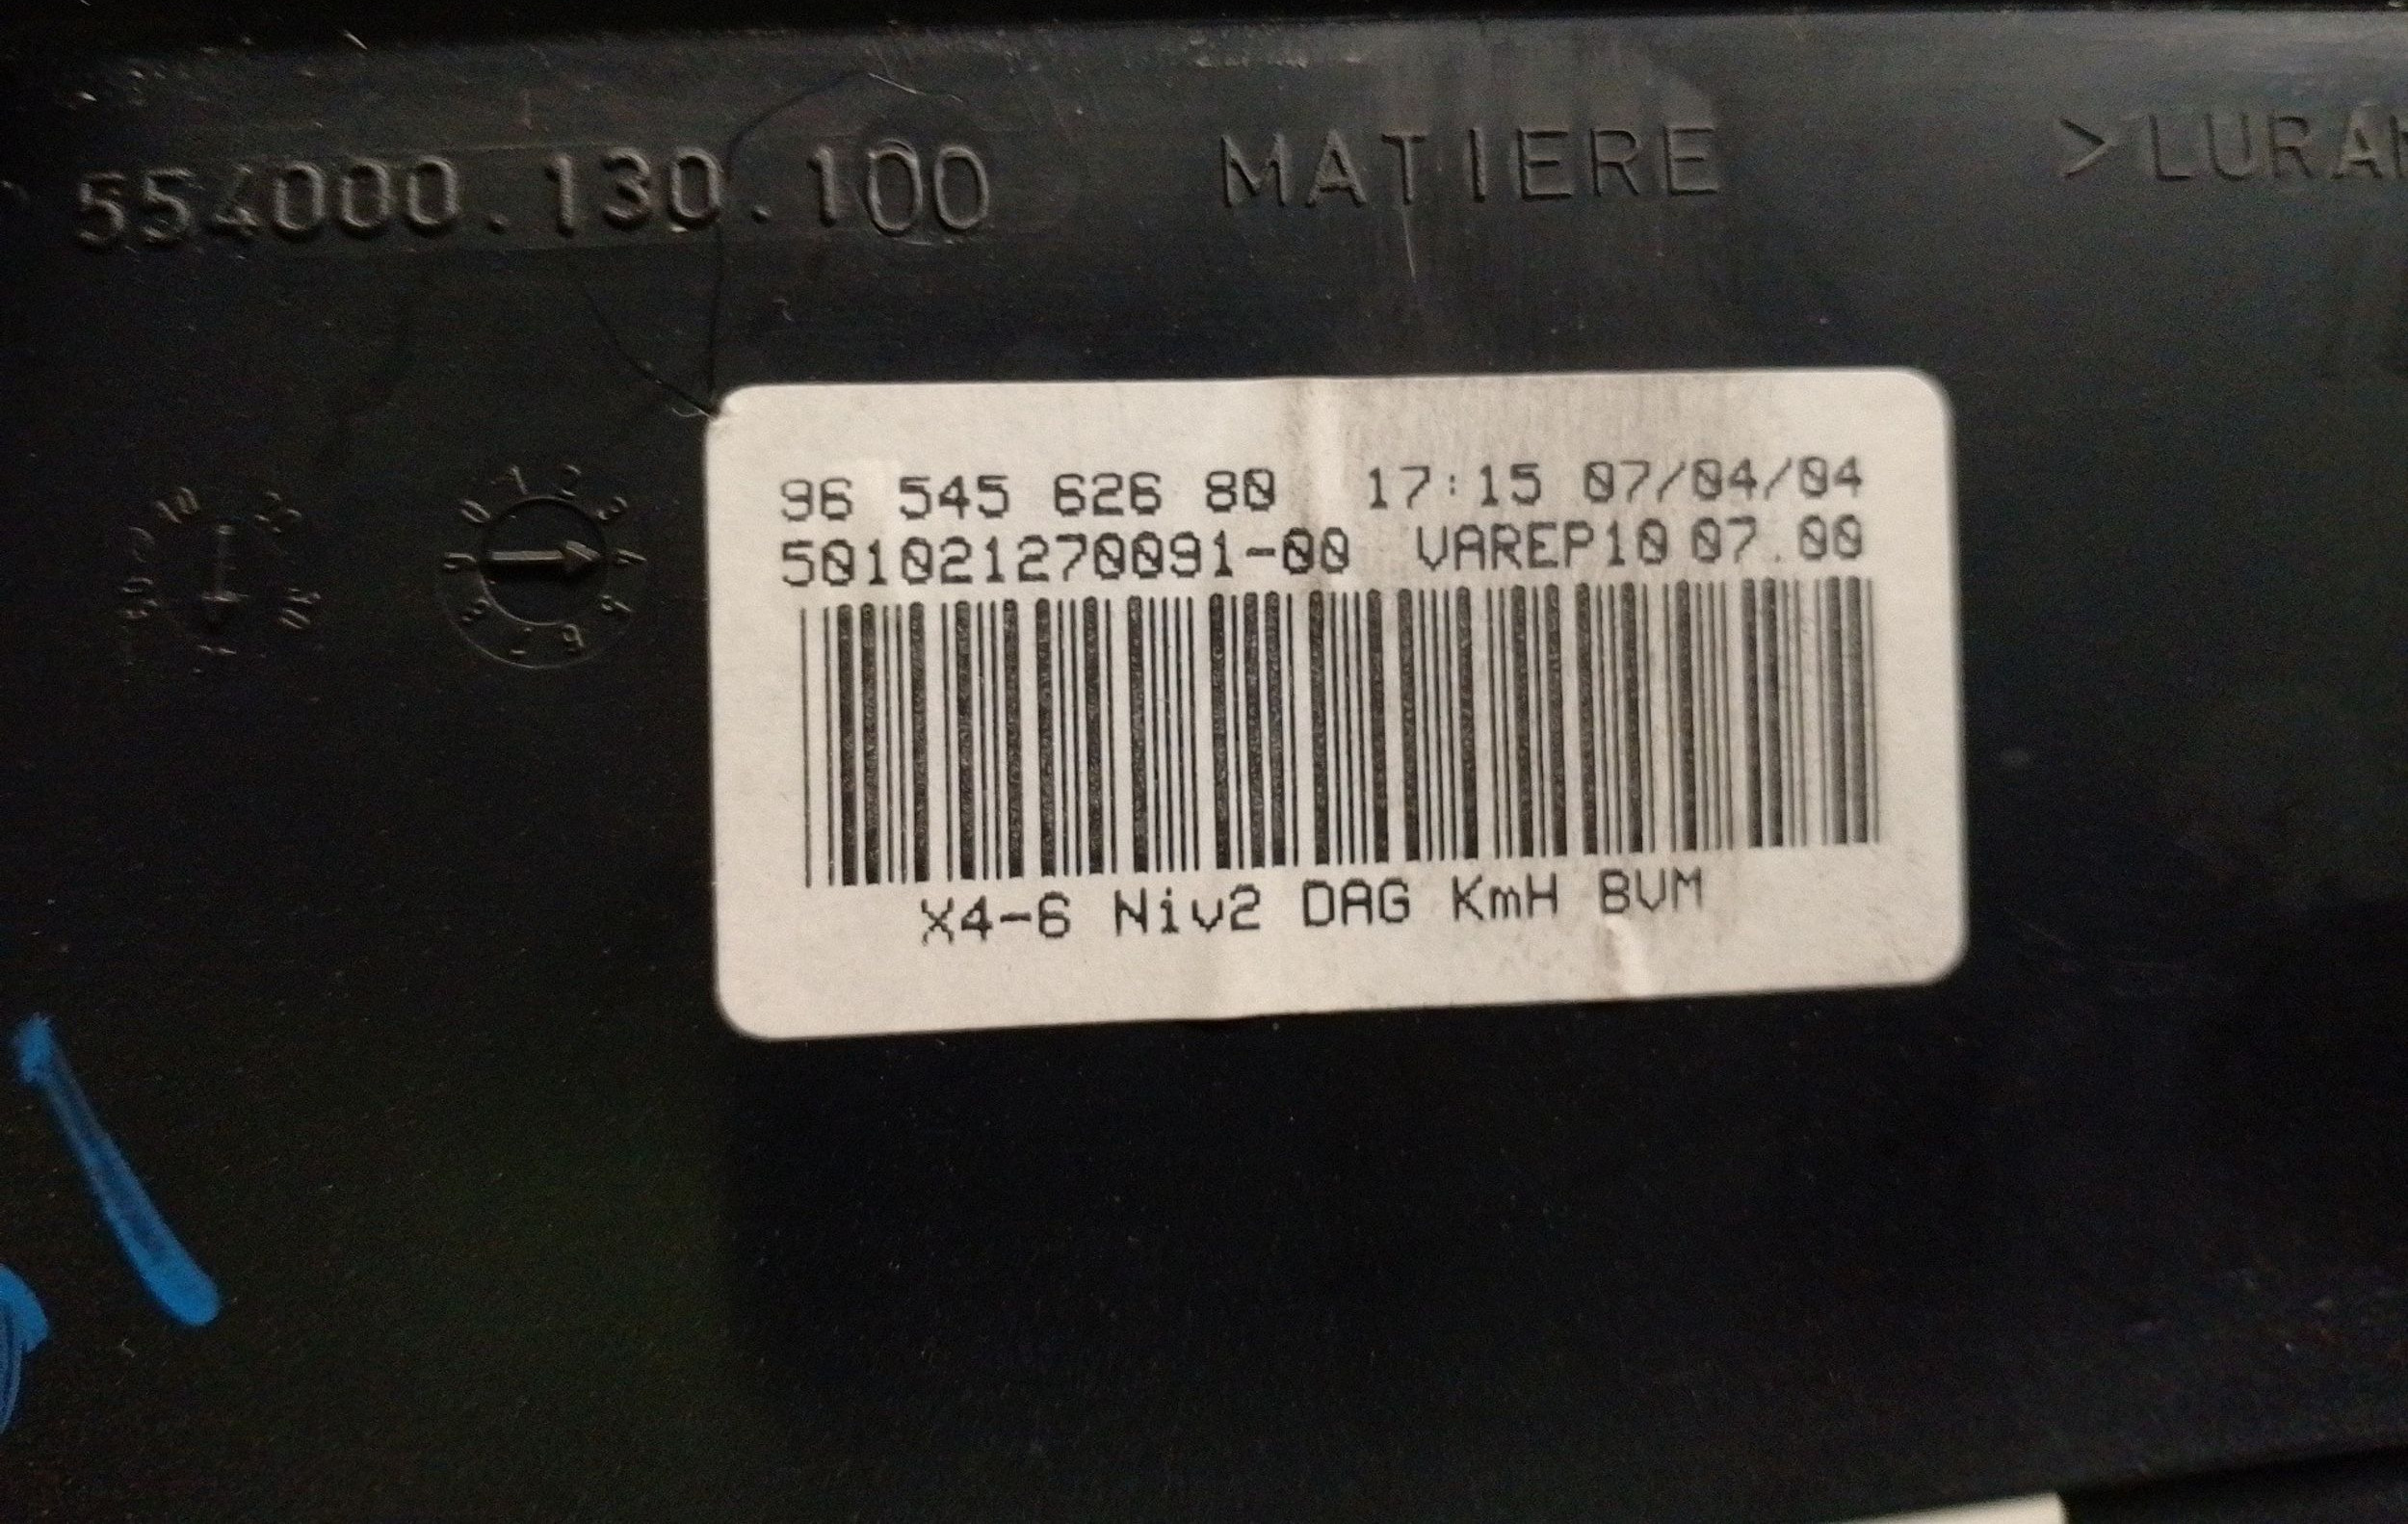 554000.130.100 MATIERE >LURAN
96 545 626 80 17:15 07/04/04
501021270091-00 VAREP10 07.00
X4-6 Niv2 DAG KmH BVM